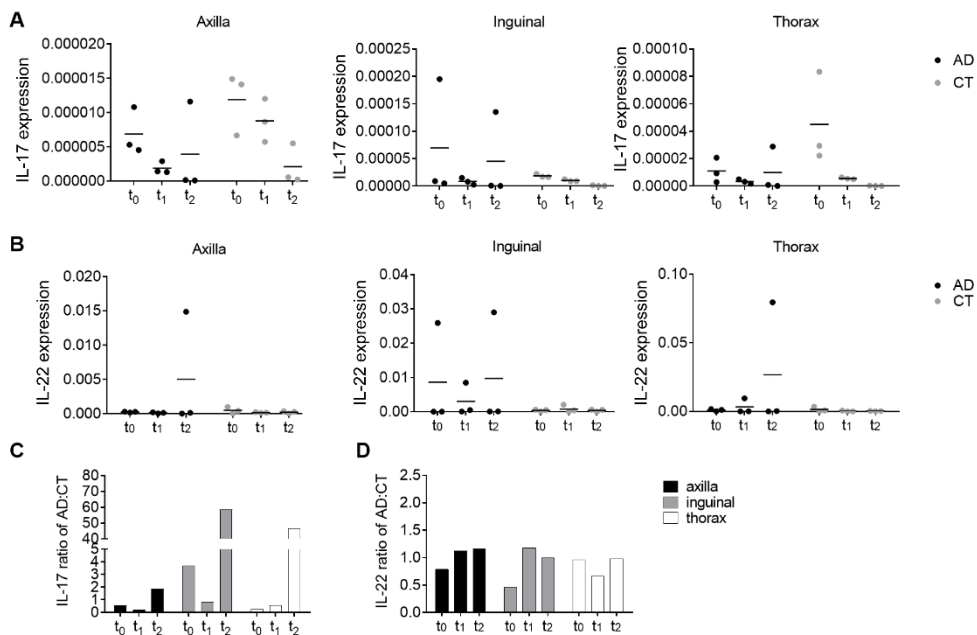 A
Axilla
Inguinal
Thorax
IL-17 expression
0.000020
0.000015
0.000010
0.000005
0.000000
t0 t1 t2 t0 t1 t2
IL-17 expression
0.00025
0.00020
0.00015
0.00010
0.00005
0.00000
t0 t1 t2 t0 t1 t2
IL-17 expression
0.00010
0.00008
0.00006
0.00004
0.00002
0.00000
t0 t1 t2 t0 t1 t2
AD
CT
B
Axilla
Inguinal
Thorax
IL-22 expression
0.020
0.015
0.010
0.005
0.000
t0 t1 t2 t0 t1 t2
IL-22 expression
0.04
0.03
0.02
0.01
0.00
t0 t1 t2 t0 t1 t2
IL-22 expression
0.10
0.05
0.00
t0 t1 t2 t0 t1 t2
AD
CT
C
IL-17 ratio of AD:CT
80
70
60
50
40
5
4
3
2
1
0
t0 t1 t2 t0 t1 t2 t0 t1 t2
D
IL-22 ratio of AD:CT
2.5
2.0
1.5
1.0
0.5
0.0
t0 t1 t2 t0 t1 t2 t0 t1 t2
axilla
inguinal
thorax